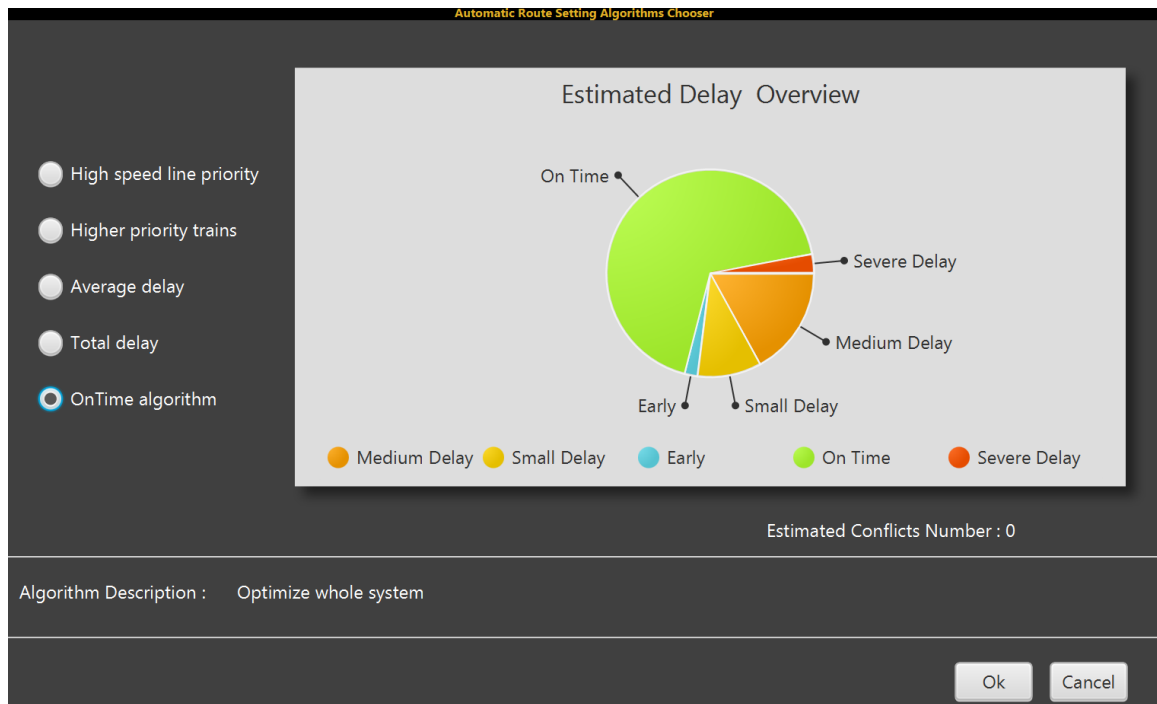 Automatic Route Setting Algorithms Chooser
Estimated Delay Overview
High speed line priority
Higher priority trains
Average delay
Total delay
OnTime algorithm
On Time
Severe Delay
Medium Delay
Early
Small Delay
Medium Delay Small Delay Early On Time Severe Delay
Estimated Conflicts Number : 0
Algorithm Description : Optimize whole system
Ok Cancel